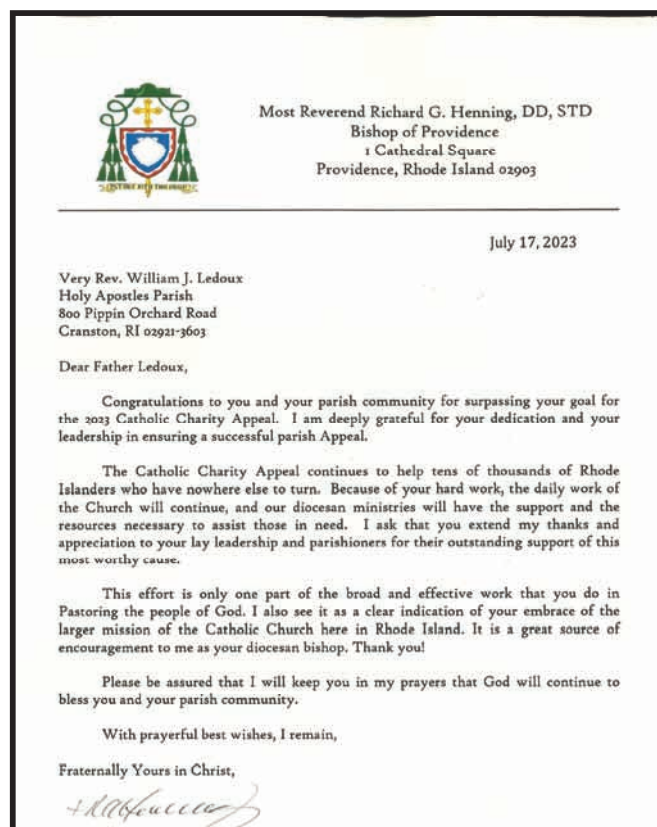 Most Reverend Richard G. Henning, DD, STD
Bishop of Providence
1 Cathedral Square
Providence, Rhode Island 02903
July 17, 2023
Very Rev. William J. Ledoux
Holy Apostles Parish
800 Pippin Orchard Road
Cranston, RI 02921-3603
Dear Father Ledoux,
Congratulations to you and your parish community for surpassing your goal for
the 2023 Catholic Charity Appeal. I am deeply grateful for your dedication and your
leadership in ensuring a successful parish Appeal.
The Catholic Charity Appeal continues to help tens of thousands of Rhode
Islanders who have nowhere else to turn. Because of your hard work, the daily work of
the Church will continue, and our diocesan ministries will have the support and the
resources necessary to assist those in need. I ask that you extend my thanks and
appreciation to your lay leadership and parishioners for their outstanding support of this
most worthy cause.
This effort is only one part of the broad and effective work that you do in
Pastoring the people of God. I also see it as a clear indication of your embrace of the
larger mission of the Catholic Church here in Rhode Island. It is a great source of
encouragement to me as your diocesan bishop. Thank you!
Please be assured that I will keep you in my prayers that God will continue to
bless you and your parish community.
With prayerful best wishes, I remain,
Fraternally Yours in Christ,